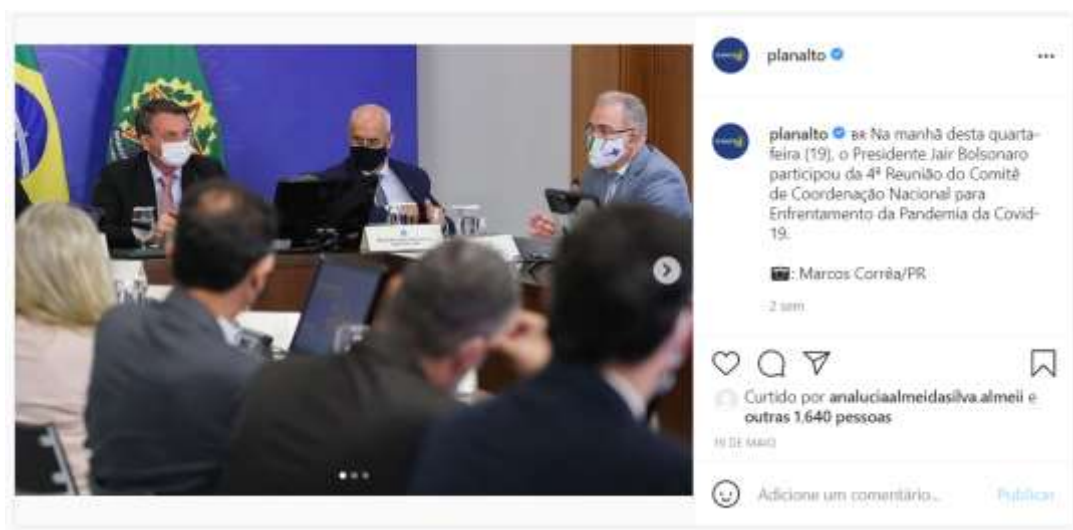 planalto
planalto BR Na manhã desta quarta-
feira (19), o Presidente Jair Bolsonaro
participou da 4ª Reunião do Comitê
de Coordenação Nacional para
Enfrentamento da Pandemia da Covid-
19.
: Marcos Corrêa/PR
2 sem
Curtido por analuciaalmeidasilva.almeii e
outras 1.640 pessoas
19 DE MAIO
Adicione um comentário... Publicar